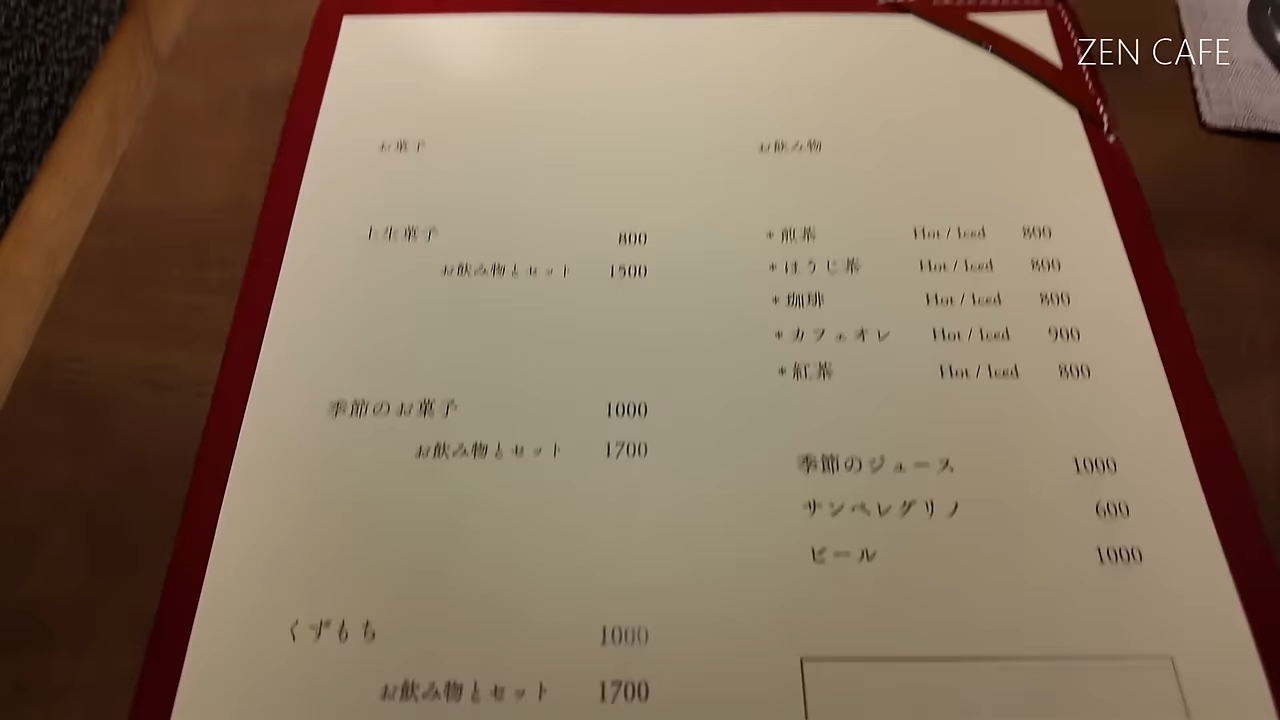 ZEN CAFE
お菓子
上生菓子 800
お飲み物とセット 1500
季節のお菓子 1000
お飲み物とセット 1700
くずもち 1000
お飲み物とセット 1700
お飲み物
*煎茶 Hot / Iced 800
*ほうじ茶 Hot / Iced 800
*珈琲 Hot / Iced 800
*カフェオレ Hot / Iced 900
*紅茶 Hot / Iced 800
季節のジュース 1000
サンペレグリノ 600
ビール 1000